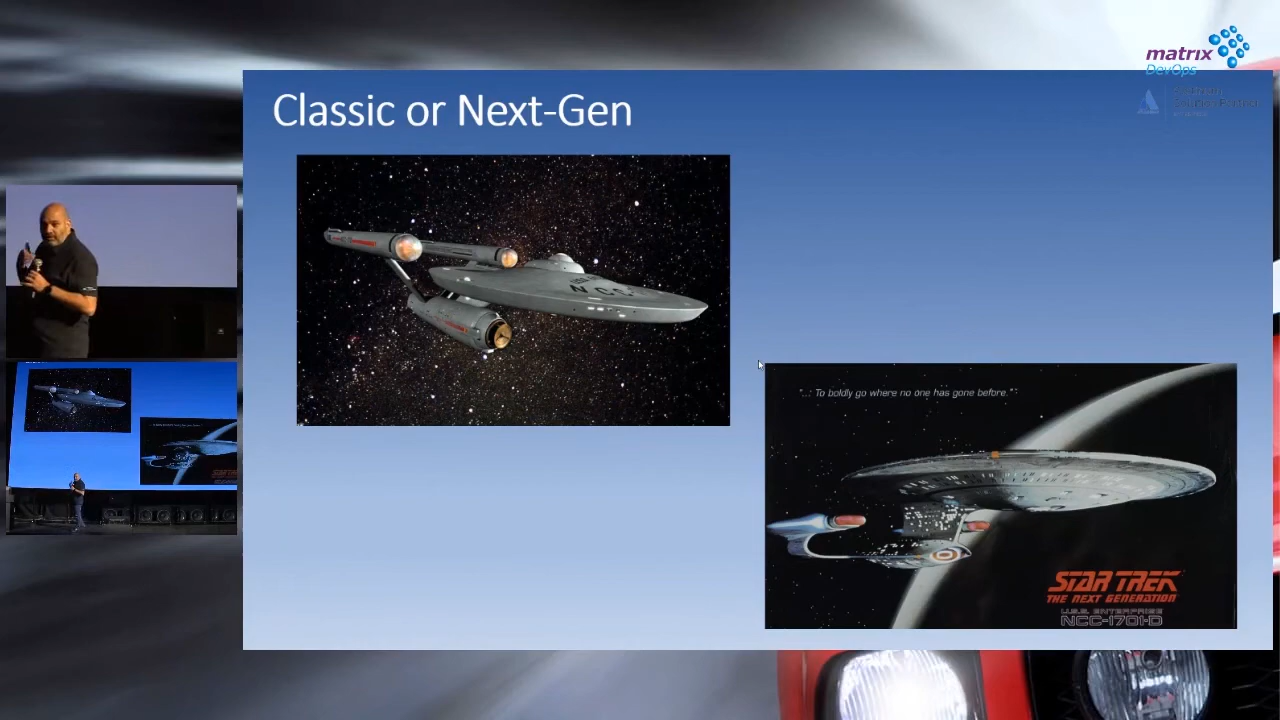 matrix
DevOps
Classic or Next-Gen
NCC
"... To boldly go where no one has gone before."
STAR TREK
THE NEXT GENERATION
U.S.S. ENTERPRISE
NCC-1701-D